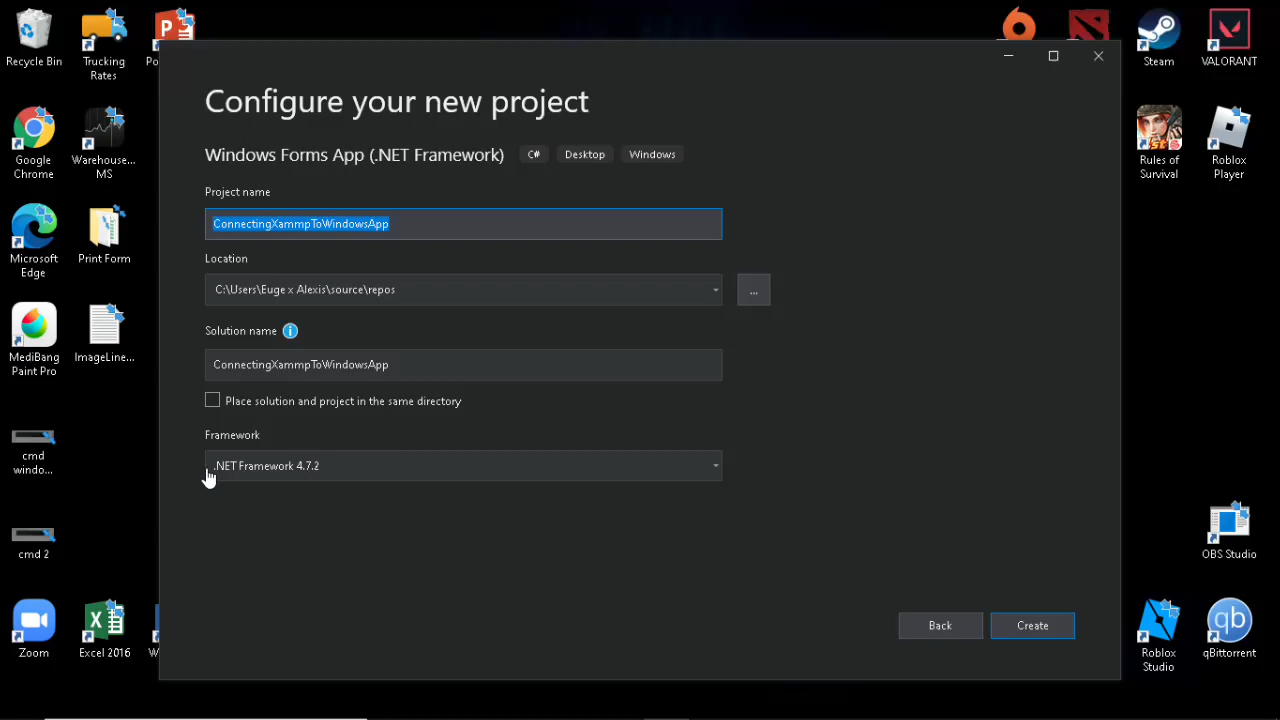 Recycle Bin
Trucking
Rates
Po
Steam
VALORANT
Google
Chrome
Warehouse...
MS
Rules of
Survival
Roblox
Player
Microsoft
Edge
Print Form
MediBang
Paint Pro
ImageLine...
cmd
windo...
cmd 2
OBS Studio
Zoom
Excel 2016
W
Roblox
Studio
qBittorrent
Configure your new project
Windows Forms App (.NET Framework)
C#
Desktop
Windows
Project name
ConnectingXammpToWindowsApp
Location
C:\Users\Euge x Alexis\source\repos
...
Solution name
ConnectingXammpToWindowsApp
Place solution and project in the same directory
Framework
.NET Framework 4.7.2
Back
Create